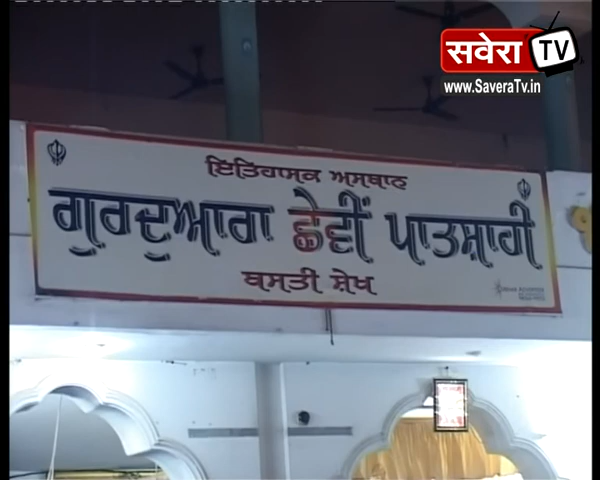 सवेरा TV
www.SaveraTv.in
ਇਤਿਹਾਸਕ ਅਸਥਾਨ
ਗੁਰਦੁਆਰਾ ਛੇਵੀਂ ਪਾਤਸ਼ਾਹੀ
ਬਸਤੀ ਸ਼ੇਖ